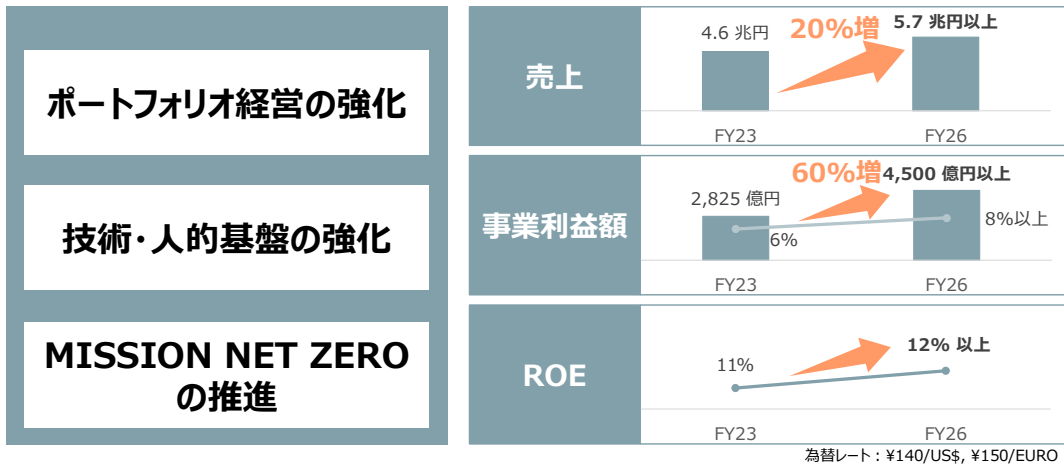 ポートフォリオ経営の強化
技術・人的基盤の強化
MISSION NET ZERO
の推進
売上
4.6 兆円
20%増
5.7 兆円以上
FY23
FY26
事業利益額
2,825 億円
60%増
4,500 億円以上
6%
8%以上
FY23
FY26
ROE
11%
12% 以上
FY23
FY26
為替レート：¥140/US$, ¥150/EURO